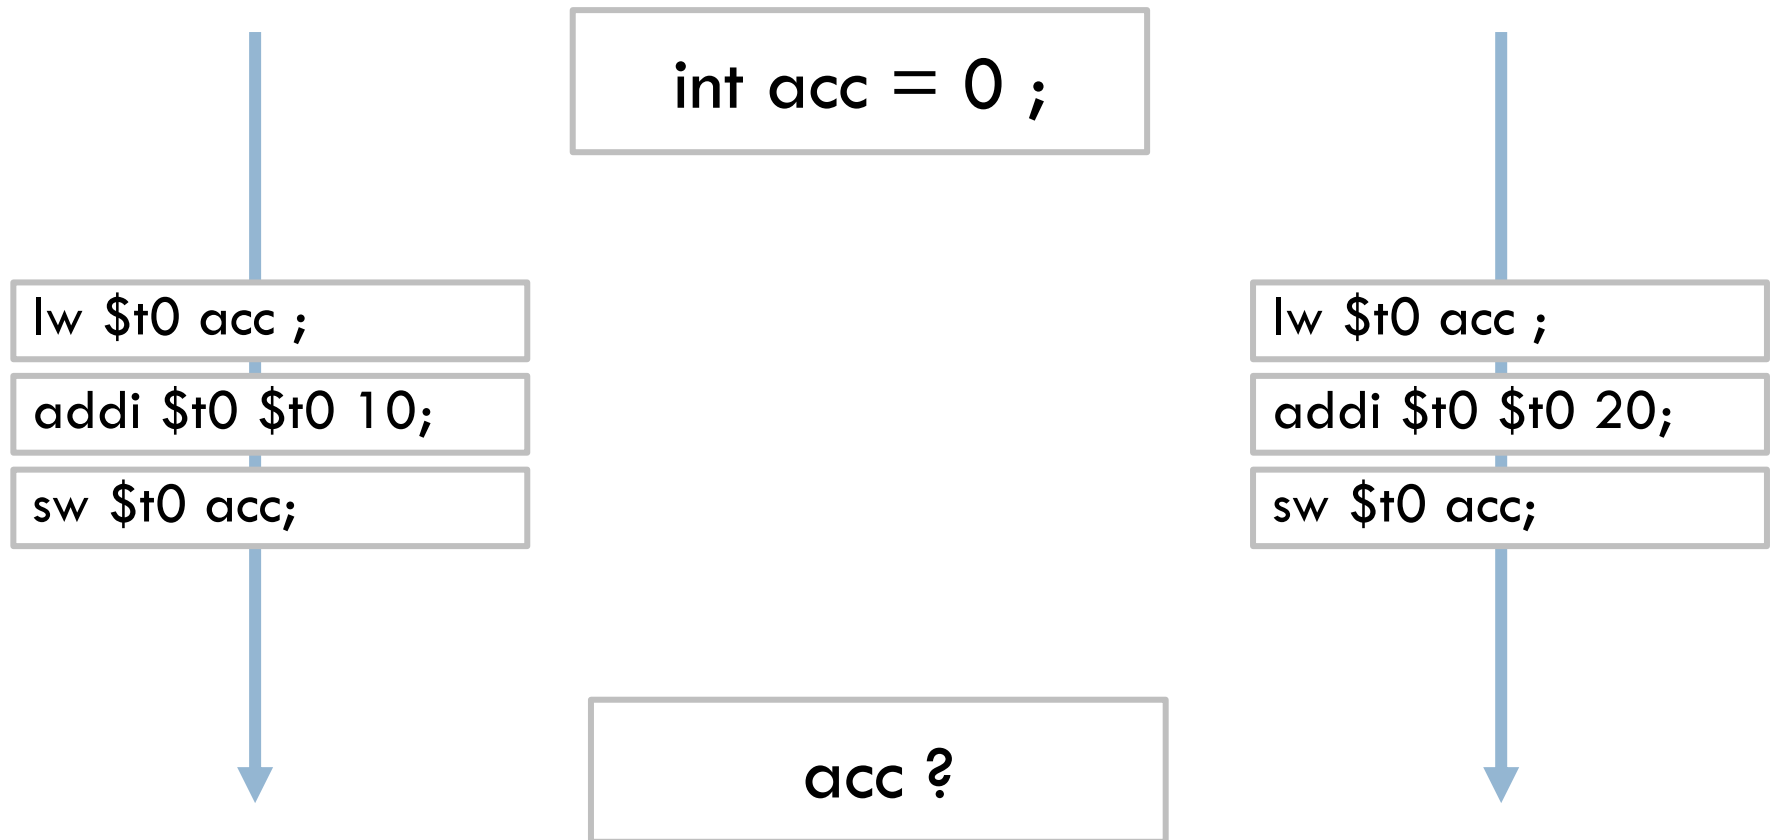 int acc = 0 ;
lw $t0 acc ;
addi $t0 $t0 10;
sw $t0 acc;
lw $t0 acc ;
addi $t0 $t0 20;
sw $t0 acc;
acc ?